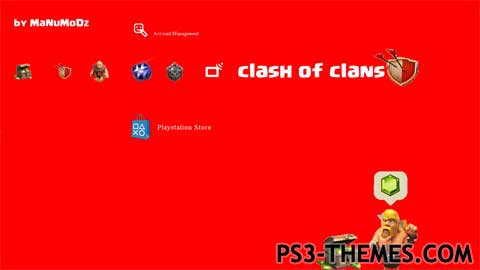 by MaNuMoDz
Account Management
clash of clans
Playstation Store
PS3-THEMES.COM